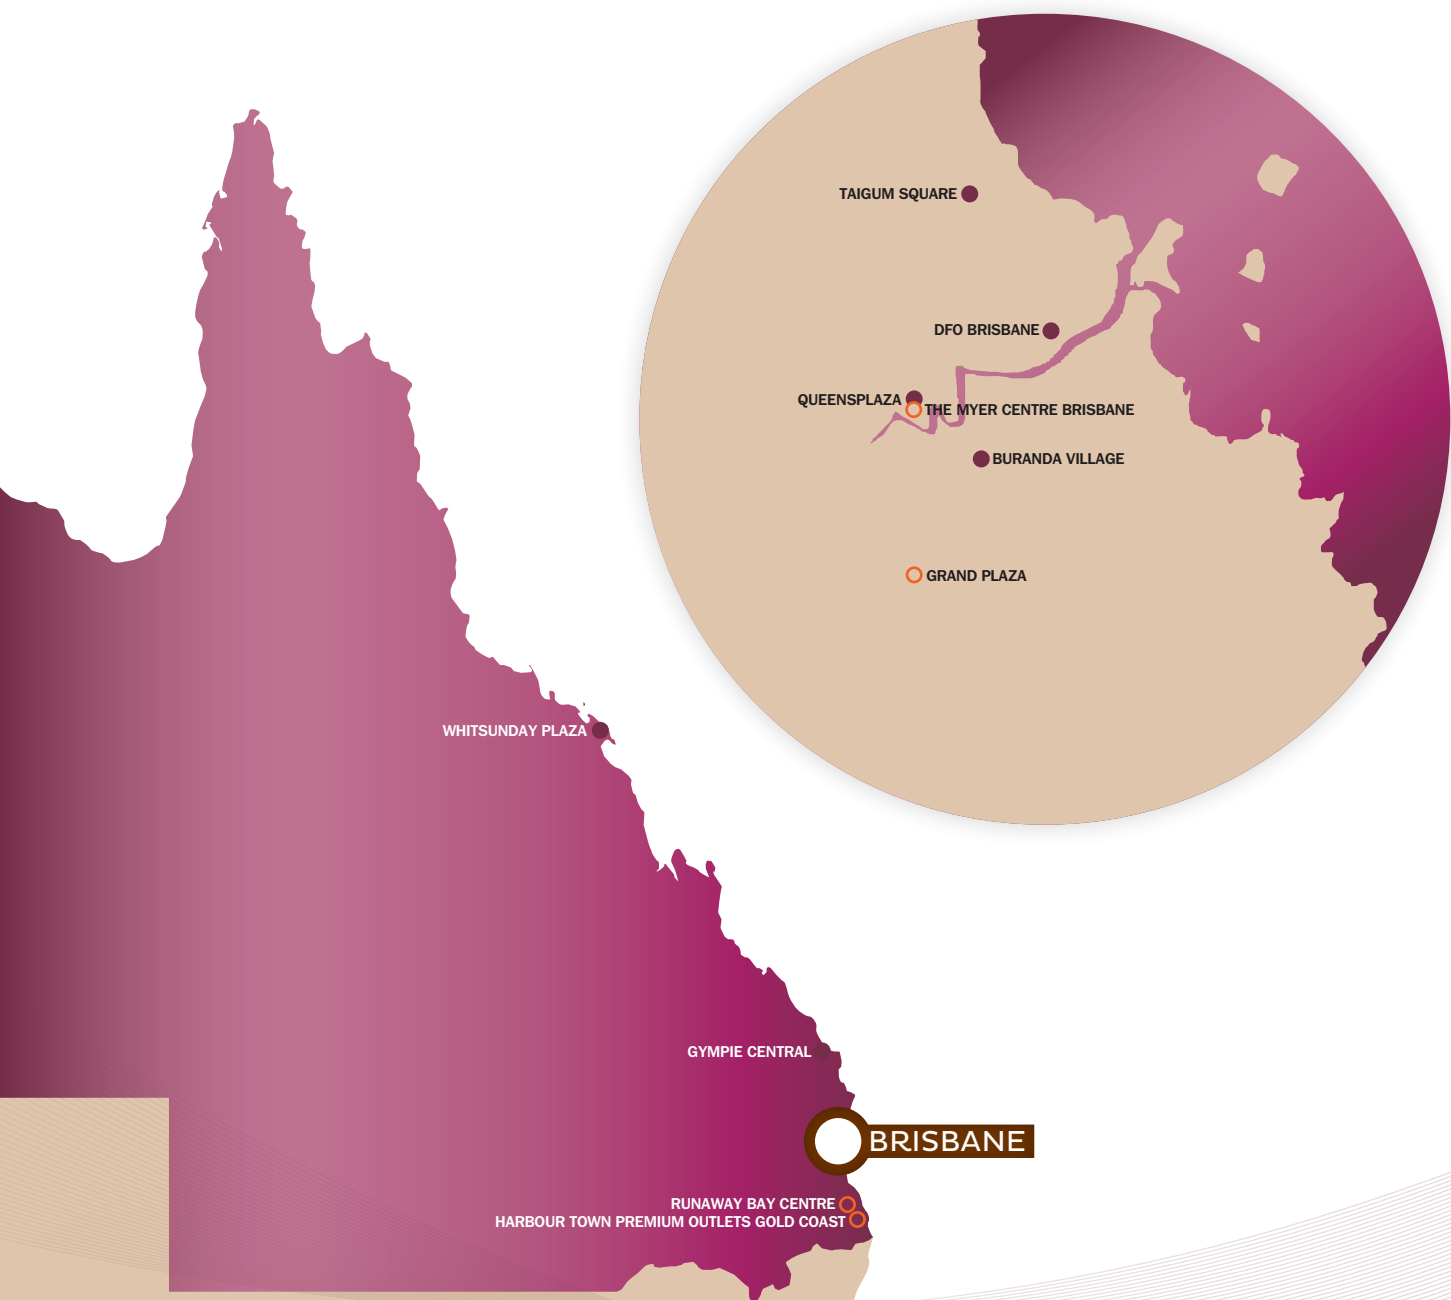 TAIGUM SQUARE
DFO BRISBANE
QUEENSPLAZA
THE MYER CENTRE BRISBANE
BURANDA VILLAGE
GRAND PLAZA
WHITSUNDAY PLAZA
GYMPIE CENTRAL
BRISBANE
RUNAWAY BAY CENTRE
HARBOUR TOWN PREMIUM OUTLETS GOLD COAST